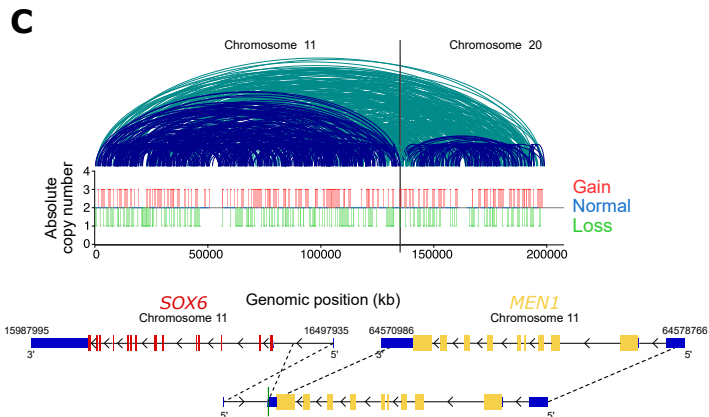 C
Chromosome 11
Chromosome 20
Absolute
copy number
4
3
2
1
0
Gain
Normal
Loss
0
50000
100000
150000
200000
Genomic position (kb)
SOX6
Chromosome 11
15987995
16497935
3'
5'
MEN1
Chromosome 11
64570986
64578766
3'
5'
5'
5'